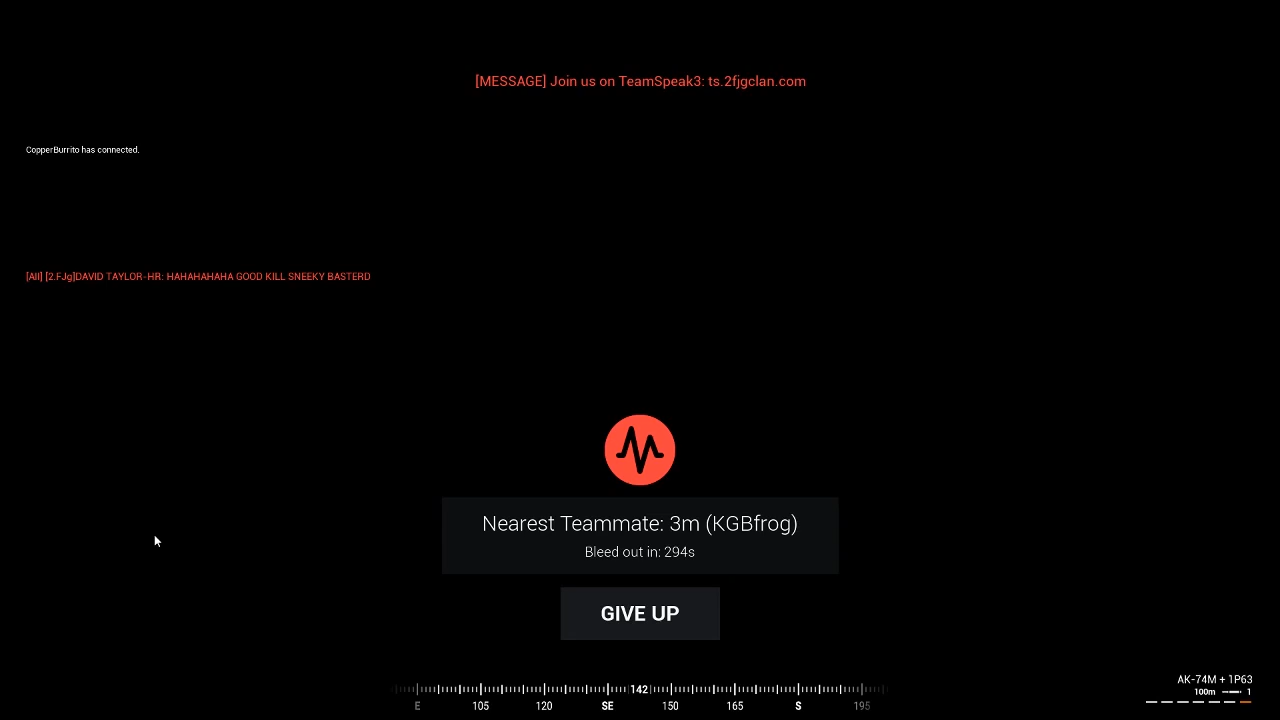 [MESSAGE] Join us on TeamSpeak3: ts.2fjgclan.com
CopperBurrito has connected.
[All] [2.FJg]DAVID TAYLOR-HR: HAHAHAHAHA GOOD KILL SNEEKY BASTERD
Nearest Teammate: 3m (KGBfrog)
Bleed out in: 294s
GIVE UP
142
E 105 120 SE 150 165 S 195
AK-74M + 1P63
100m 1